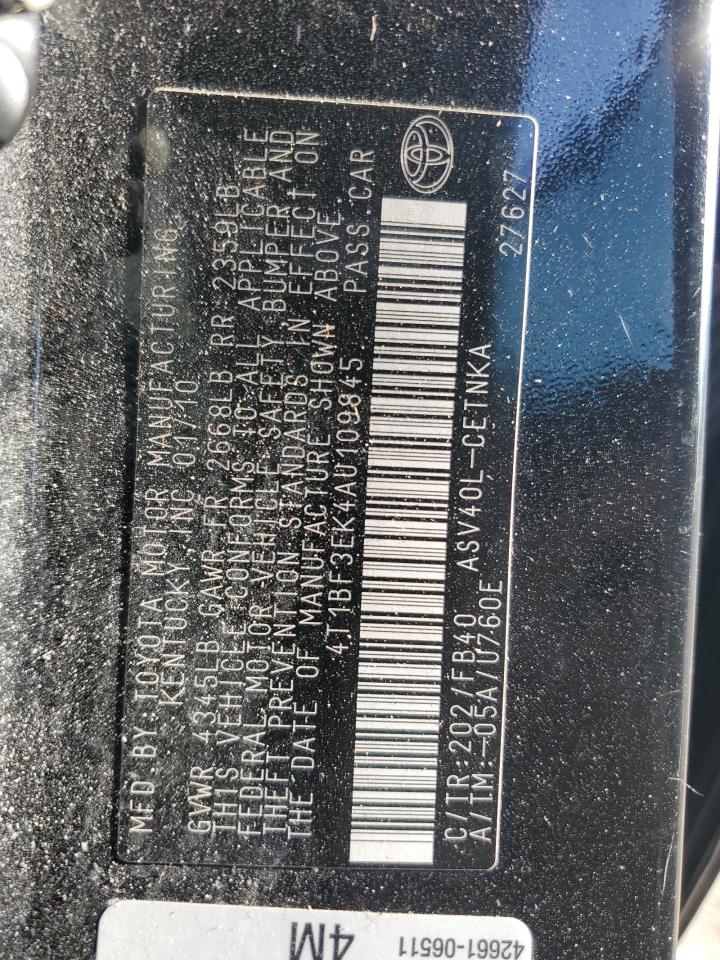 MFD.BY:TOYOTA MOTOR MANUFACTURING,
KENTUCKY,INC 01/10
GVWR 4345LB GAWR FR 2668LB RR 2359LB
THIS VEHICLE CONFORMS TO ALL APPLICABLE
FEDERAL MOTOR VEHICLE SAFETY, BUMPER AND
THEFT PREVENTION STANDARDS IN EFFECT ON
THE DATE OF MANUFACTURE SHOWN ABOVE.
4T1BF3EK4AU109845 PASS.CAR
C/TR:202/FB40 ASV40L-CETNKA
A/TM:-05A/U760E 27627
4M
42661-06511